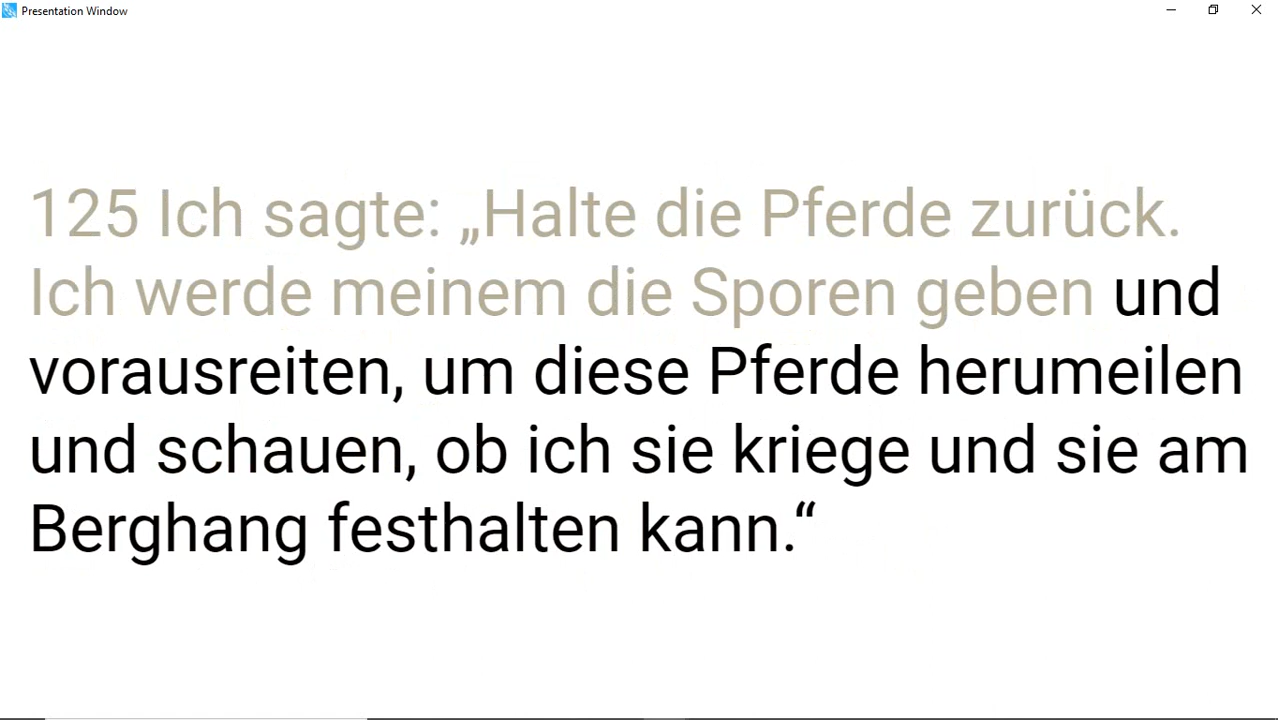 Presentation Window
125 Ich sagte: „Halte die Pferde zurück.
Ich werde meinem die Sporen geben und
vorausreiten, um diese Pferde herumeilen
und schauen, ob ich sie kriege und sie am
Berghang festhalten kann.“